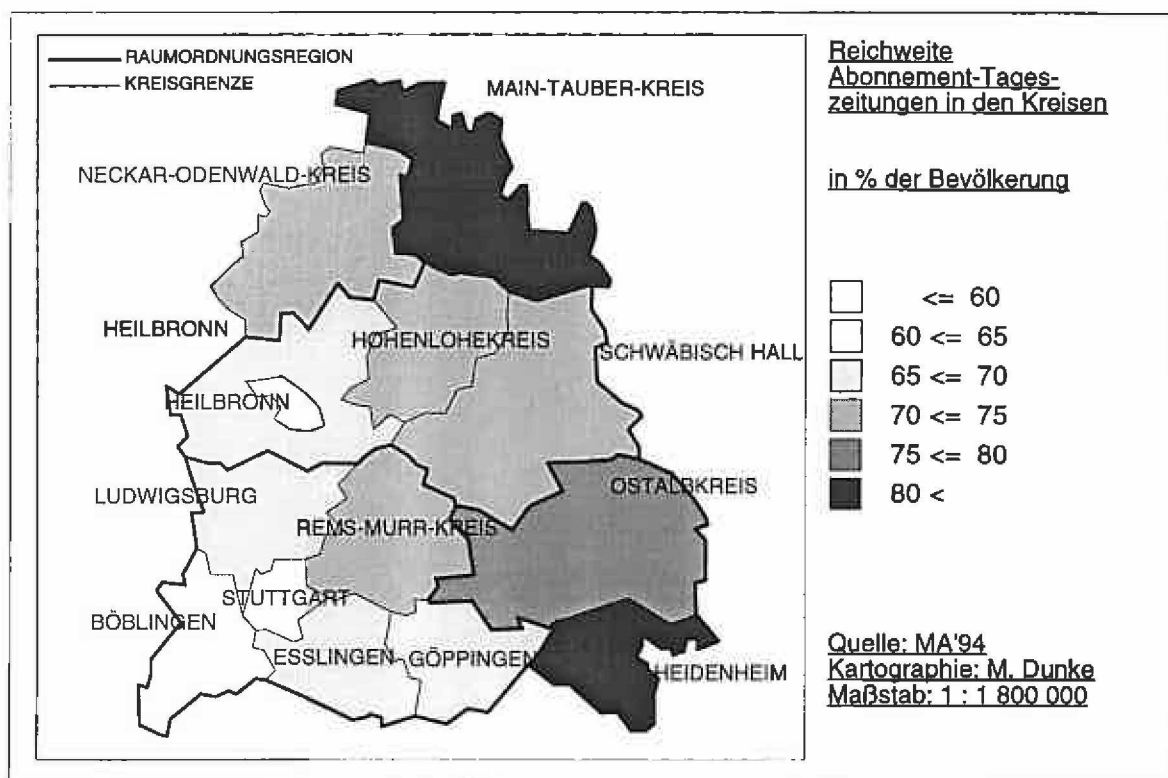 RAUMORDNUNGSREGION
KREISGRENZE
MAIN-TAUBER-KREIS
NECKAR-ODENWALD-KREIS
HEILBRONN
HOHENLOHEKREIS
SCHWÄBISCH HALL
HEILBRONN
LUDWIGSBURG
OSTALBKREIS
REMS-MURR-KREIS
STUTTGART
BÖBLINGEN
ESSLINGEN
GÖPPINGEN
HEIDENHEIM
Reichweite
Abonnement-Tages-
zeitungen in den Kreisen
in % der Bevölkerung
<= 60
60 <= 65
65 <= 70
70 <= 75
75 <= 80
80 <
Quelle: MA'94
Kartographie: M. Dunke
Maßstab: 1 : 1 800 000